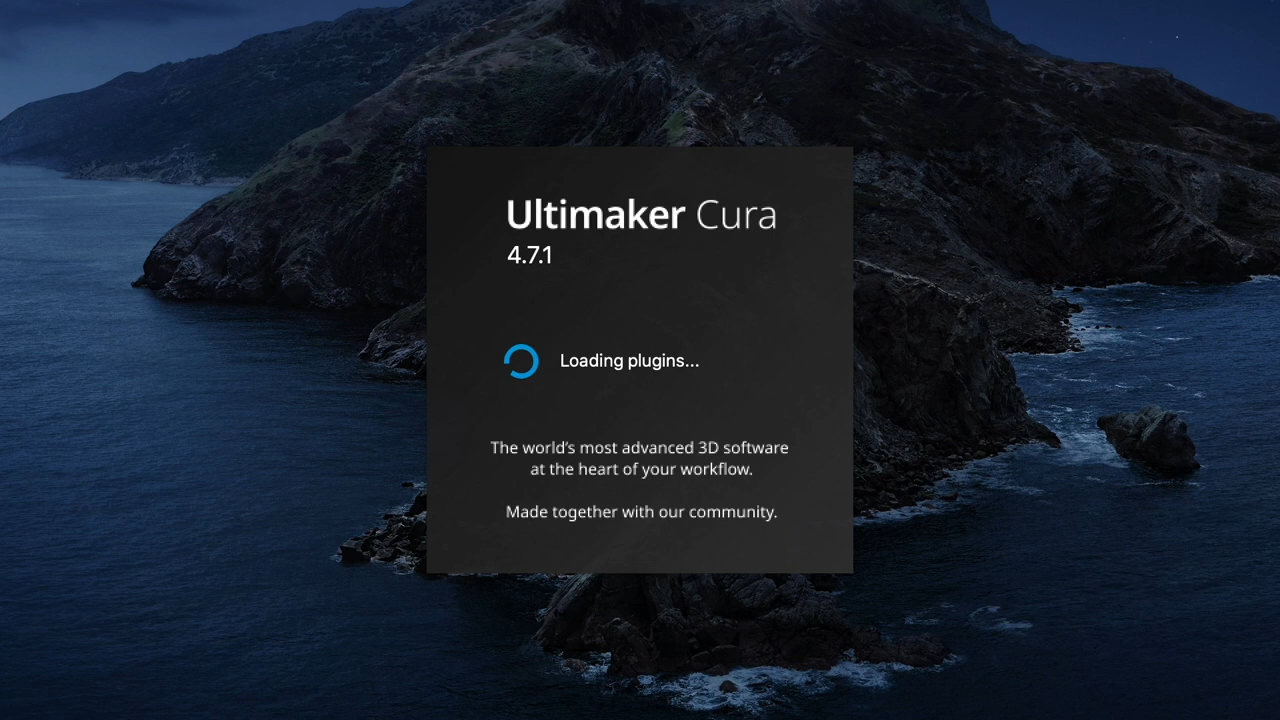 Ultimaker Cura
4.7.1
Loading plugins...
The world’s most advanced 3D software
at the heart of your workflow.
Made together with our community.